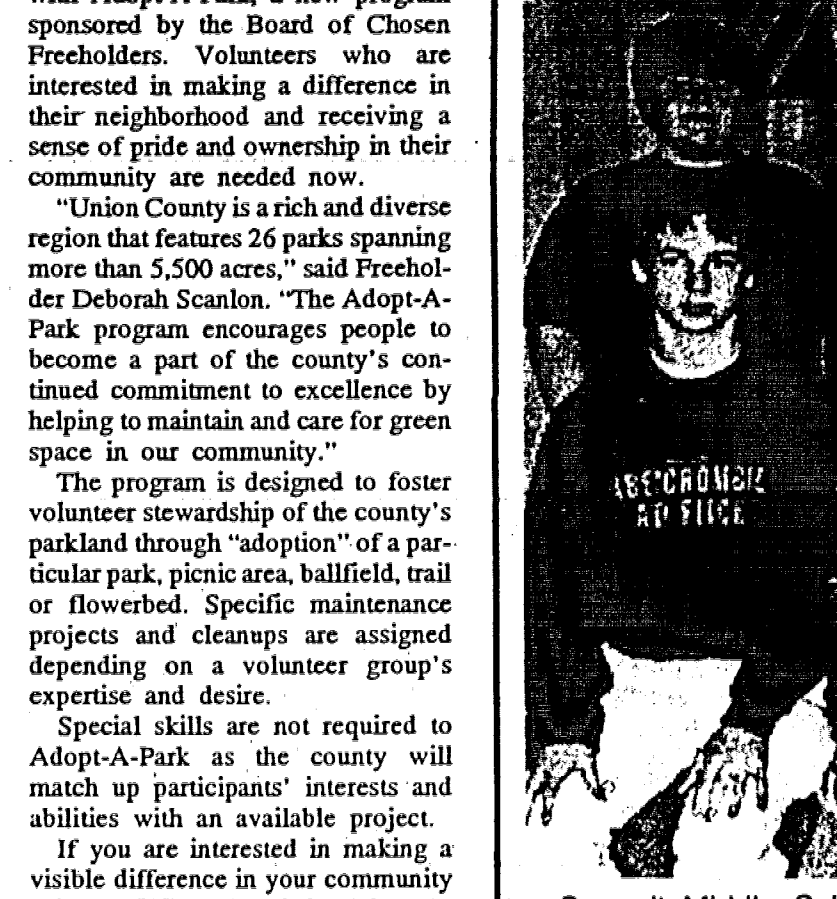 with Adopt-A-Park, a new program
sponsored by the Board of Chosen
Freeholders. Volunteers who are
interested in making a difference in
their neighborhood and receiving a
sense of pride and ownership in their
community are needed now.
"Union County is a rich and diverse
region that features 26 parks spanning
more than 5,500 acres," said Freehol-
der Deborah Scanlon. "The Adopt-A-
Park program encourages people to
become a part of the county's con-
tinued commitment to excellence by
helping to maintain and care for green
space in our community."
The program is designed to foster
volunteer stewardship of the county's
parkland through "adoption" of a par-
ticular park, picnic area, ballfield, trail
or flowerbed. Specific maintenance
projects and cleanups are assigned
depending on a volunteer group's
expertise and desire.
Special skills are not required to
Adopt-A-Park as the county will
match up participants' interests and
abilities with an available project.
If you are interested in making a
visible difference in your community
ABERCROMBIE